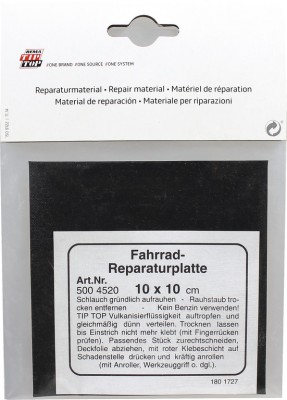 REMA
TIP
TOP
#ONE BRAND #ONE SOURCE #ONE SYSTEM
Reparaturmaterial - Repair material - Matériel de réparation
Material de reparación - Materiale per riparazioni
Fahrrad-
Reparaturplatte
Art.Nr.
500 4520 10 x 10 cm
Schlauch gründlich aufrauhen - Rauhstaub tro-
cken entfernen - Kein Benzin verwenden!
TIP TOP Vulkanisierflüssigkeit auftropfen und
gleichmäßig dünn verteilen. Trocknen lassen
bis Einstrich nicht mehr klebt (mit Fingerrücken
prüfen). Passendes Stück zurechtschneiden,
Deckfolie abziehen, mit roter Klebeschicht auf
Schadenstelle drücken und kräftig anrollen
(mit Anroller, Werkzeuggriff o. dgl.).
180 1727